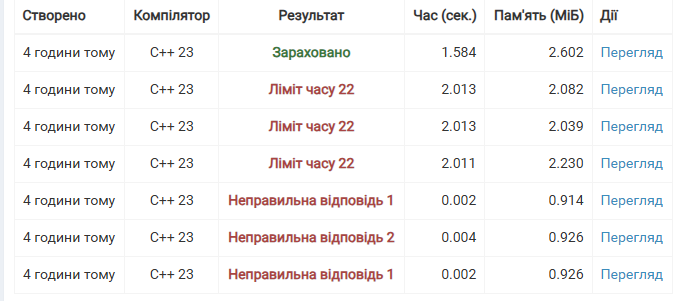 Створено Компілятор Результат Час (сек.) Пам'ять (МіБ) Дії
4 години тому C++ 23 Зараховано 1.584 2.602 Перегляд
4 години тому C++ 23 Ліміт часу 22 2.013 2.082 Перегляд
4 години тому C++ 23 Ліміт часу 22 2.013 2.039 Перегляд
4 години тому C++ 23 Ліміт часу 22 2.011 2.230 Перегляд
4 години тому C++ 23 Неправильна відповідь 1 0.002 0.914 Перегляд
4 години тому C++ 23 Неправильна відповідь 2 0.004 0.926 Перегляд
4 години тому C++ 23 Неправильна відповідь 1 0.002 0.926 Перегляд